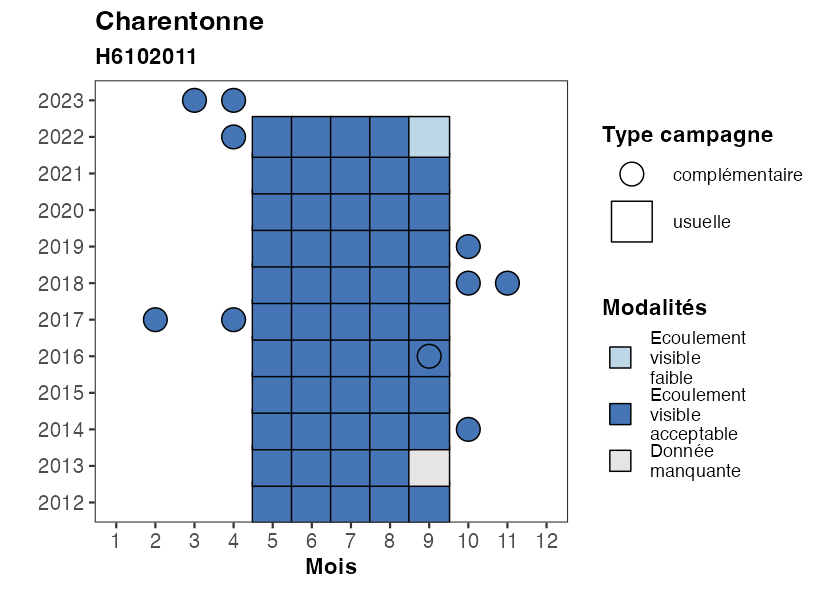 Charentonne
H6102011
2023
2022
2021
2020
2019
2018
2017
2016
2015
2014
2013
2012
1 2 3 4 5 6 7 8 9 10 11 12
Mois
Type campagne
complémentaire
usuelle
Modalités
Ecoulement
visible
faible
Ecoulement
visible
acceptable
Donnée
manquante